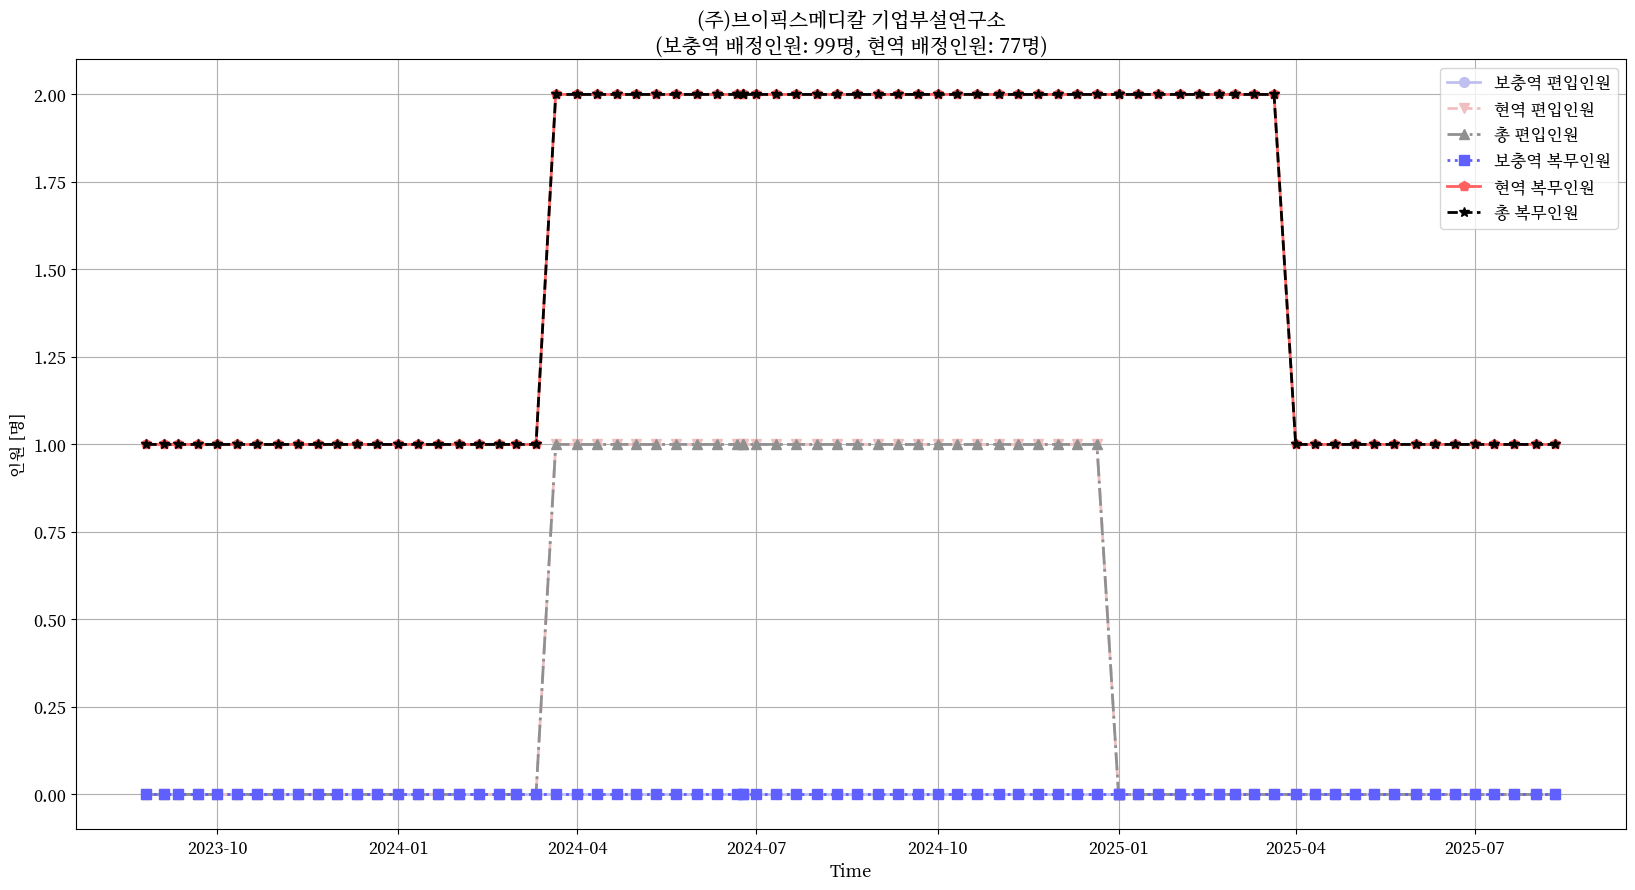 (주)브이픽스메디칼 기업부설연구소
(보충역 배정인원: 99명, 현역 배정인원: 77명)
보충역 편입인원
현역 편입인원
총 편입인원
보충역 복무인원
현역 복무인원
총 복무인원
인원 [명]
2.00
1.75
1.50
1.25
1.00
0.75
0.50
0.25
0.00
2023-10
2024-01
2024-04
2024-07
2024-10
2025-01
2025-04
2025-07
Time